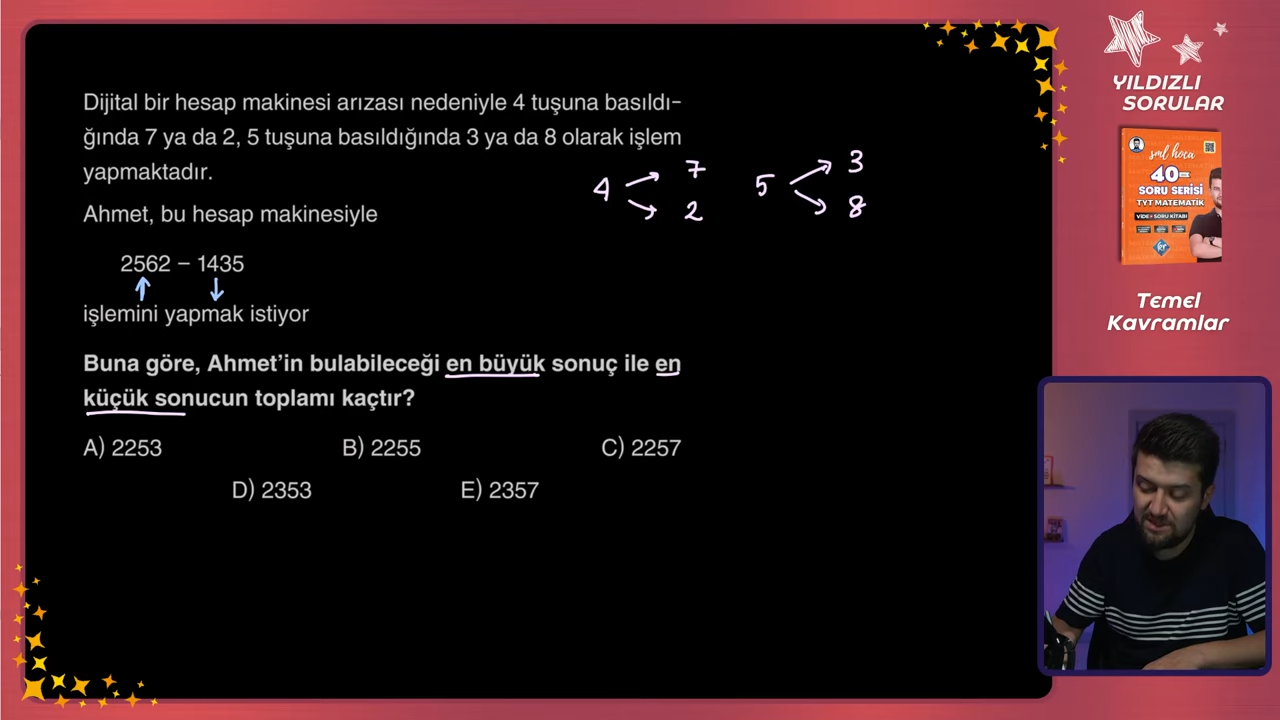 Dijital bir hesap makinesi arızası nedeniyle 4 tuşuna basıldı-
ğında 7 ya da 2, 5 tuşuna basıldığında 3 ya da 8 olarak işlem
yapmaktadır.
4 7 2
5 3 8
Ahmet, bu hesap makinesiyle
2562 − 1435
işlemini yapmak istiyor
Buna göre, Ahmet’in bulabileceği en büyük sonuç ile en
küçük sonucun toplamı kaçtır?
A) 2253 B) 2255 C) 2257
D) 2353 E) 2357
YILDIZLI
SORULAR
sml hoca
40
SORU SERİSİ
TYT MATEMATİK
Temel
Kavramlar